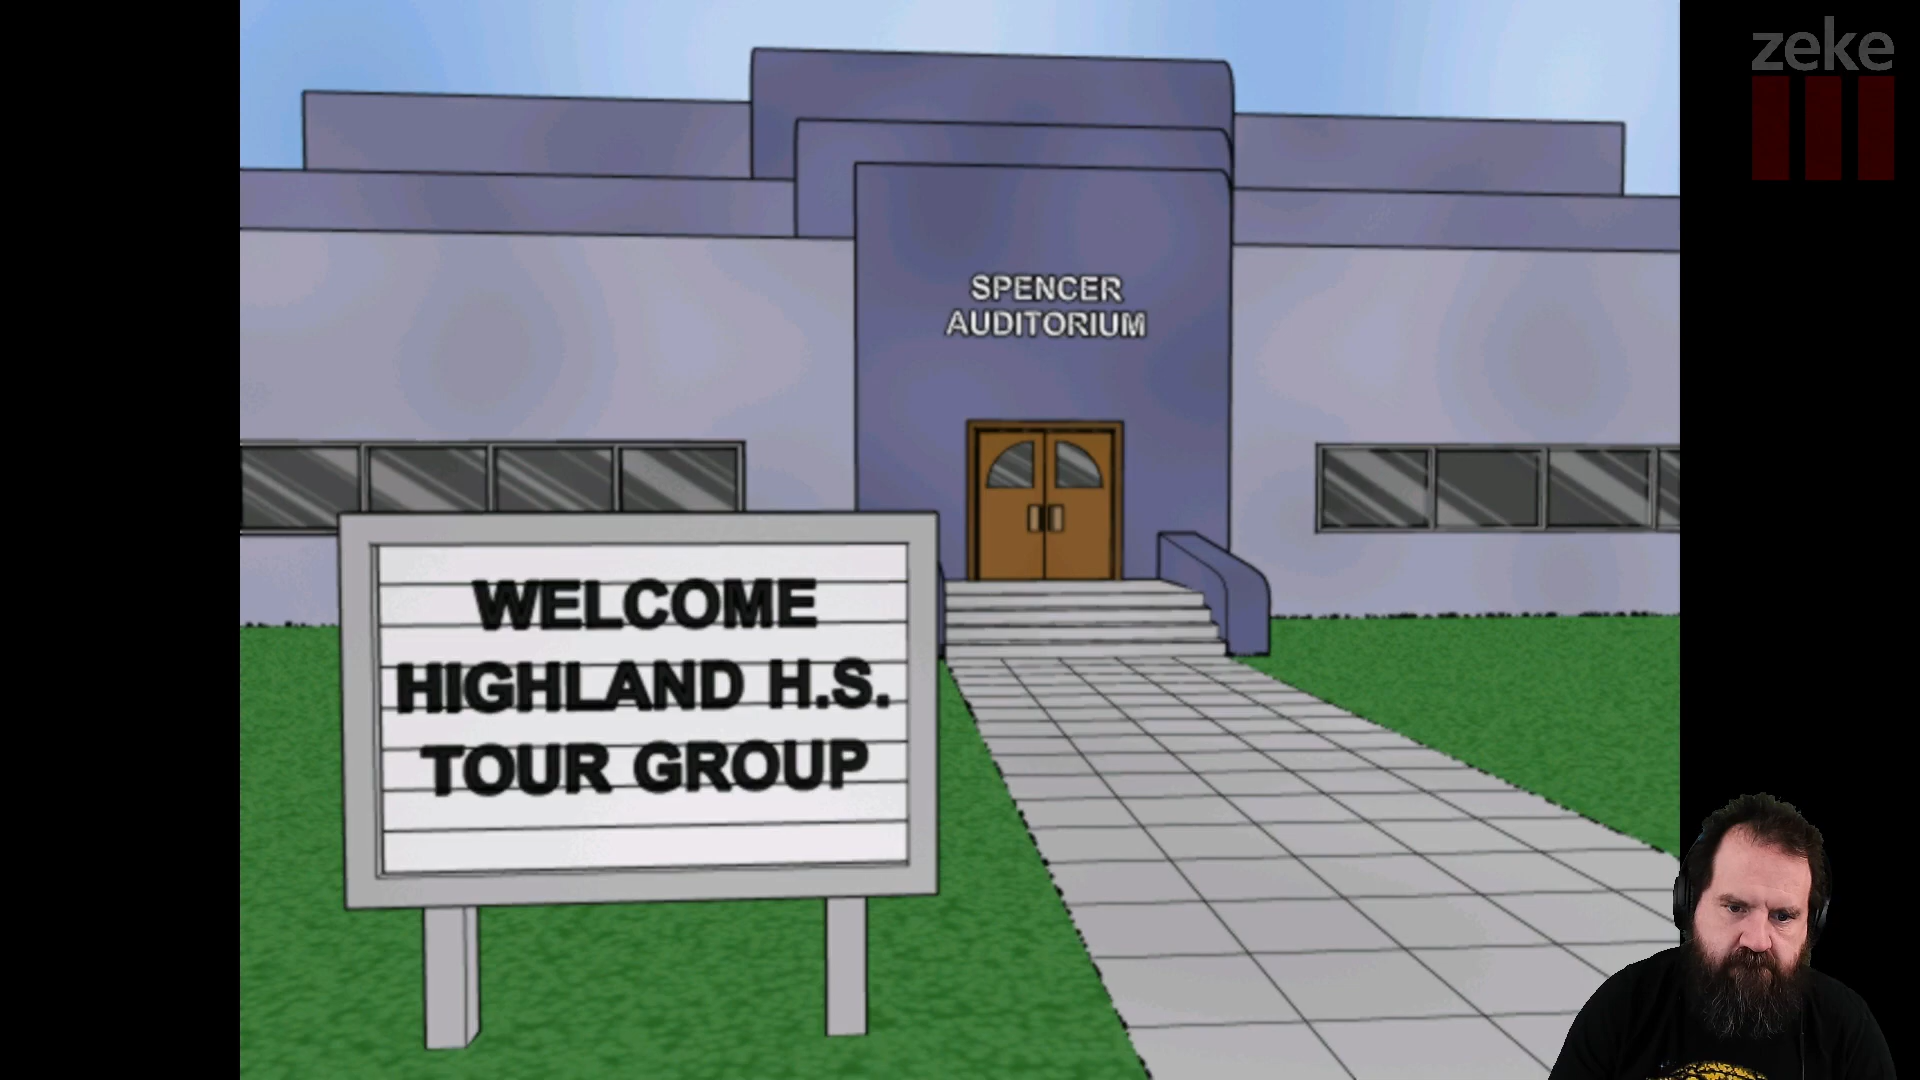 zeke
SPENCER
AUDITORIUM
WELCOME
HIGHLAND H.S.
TOUR GROUP